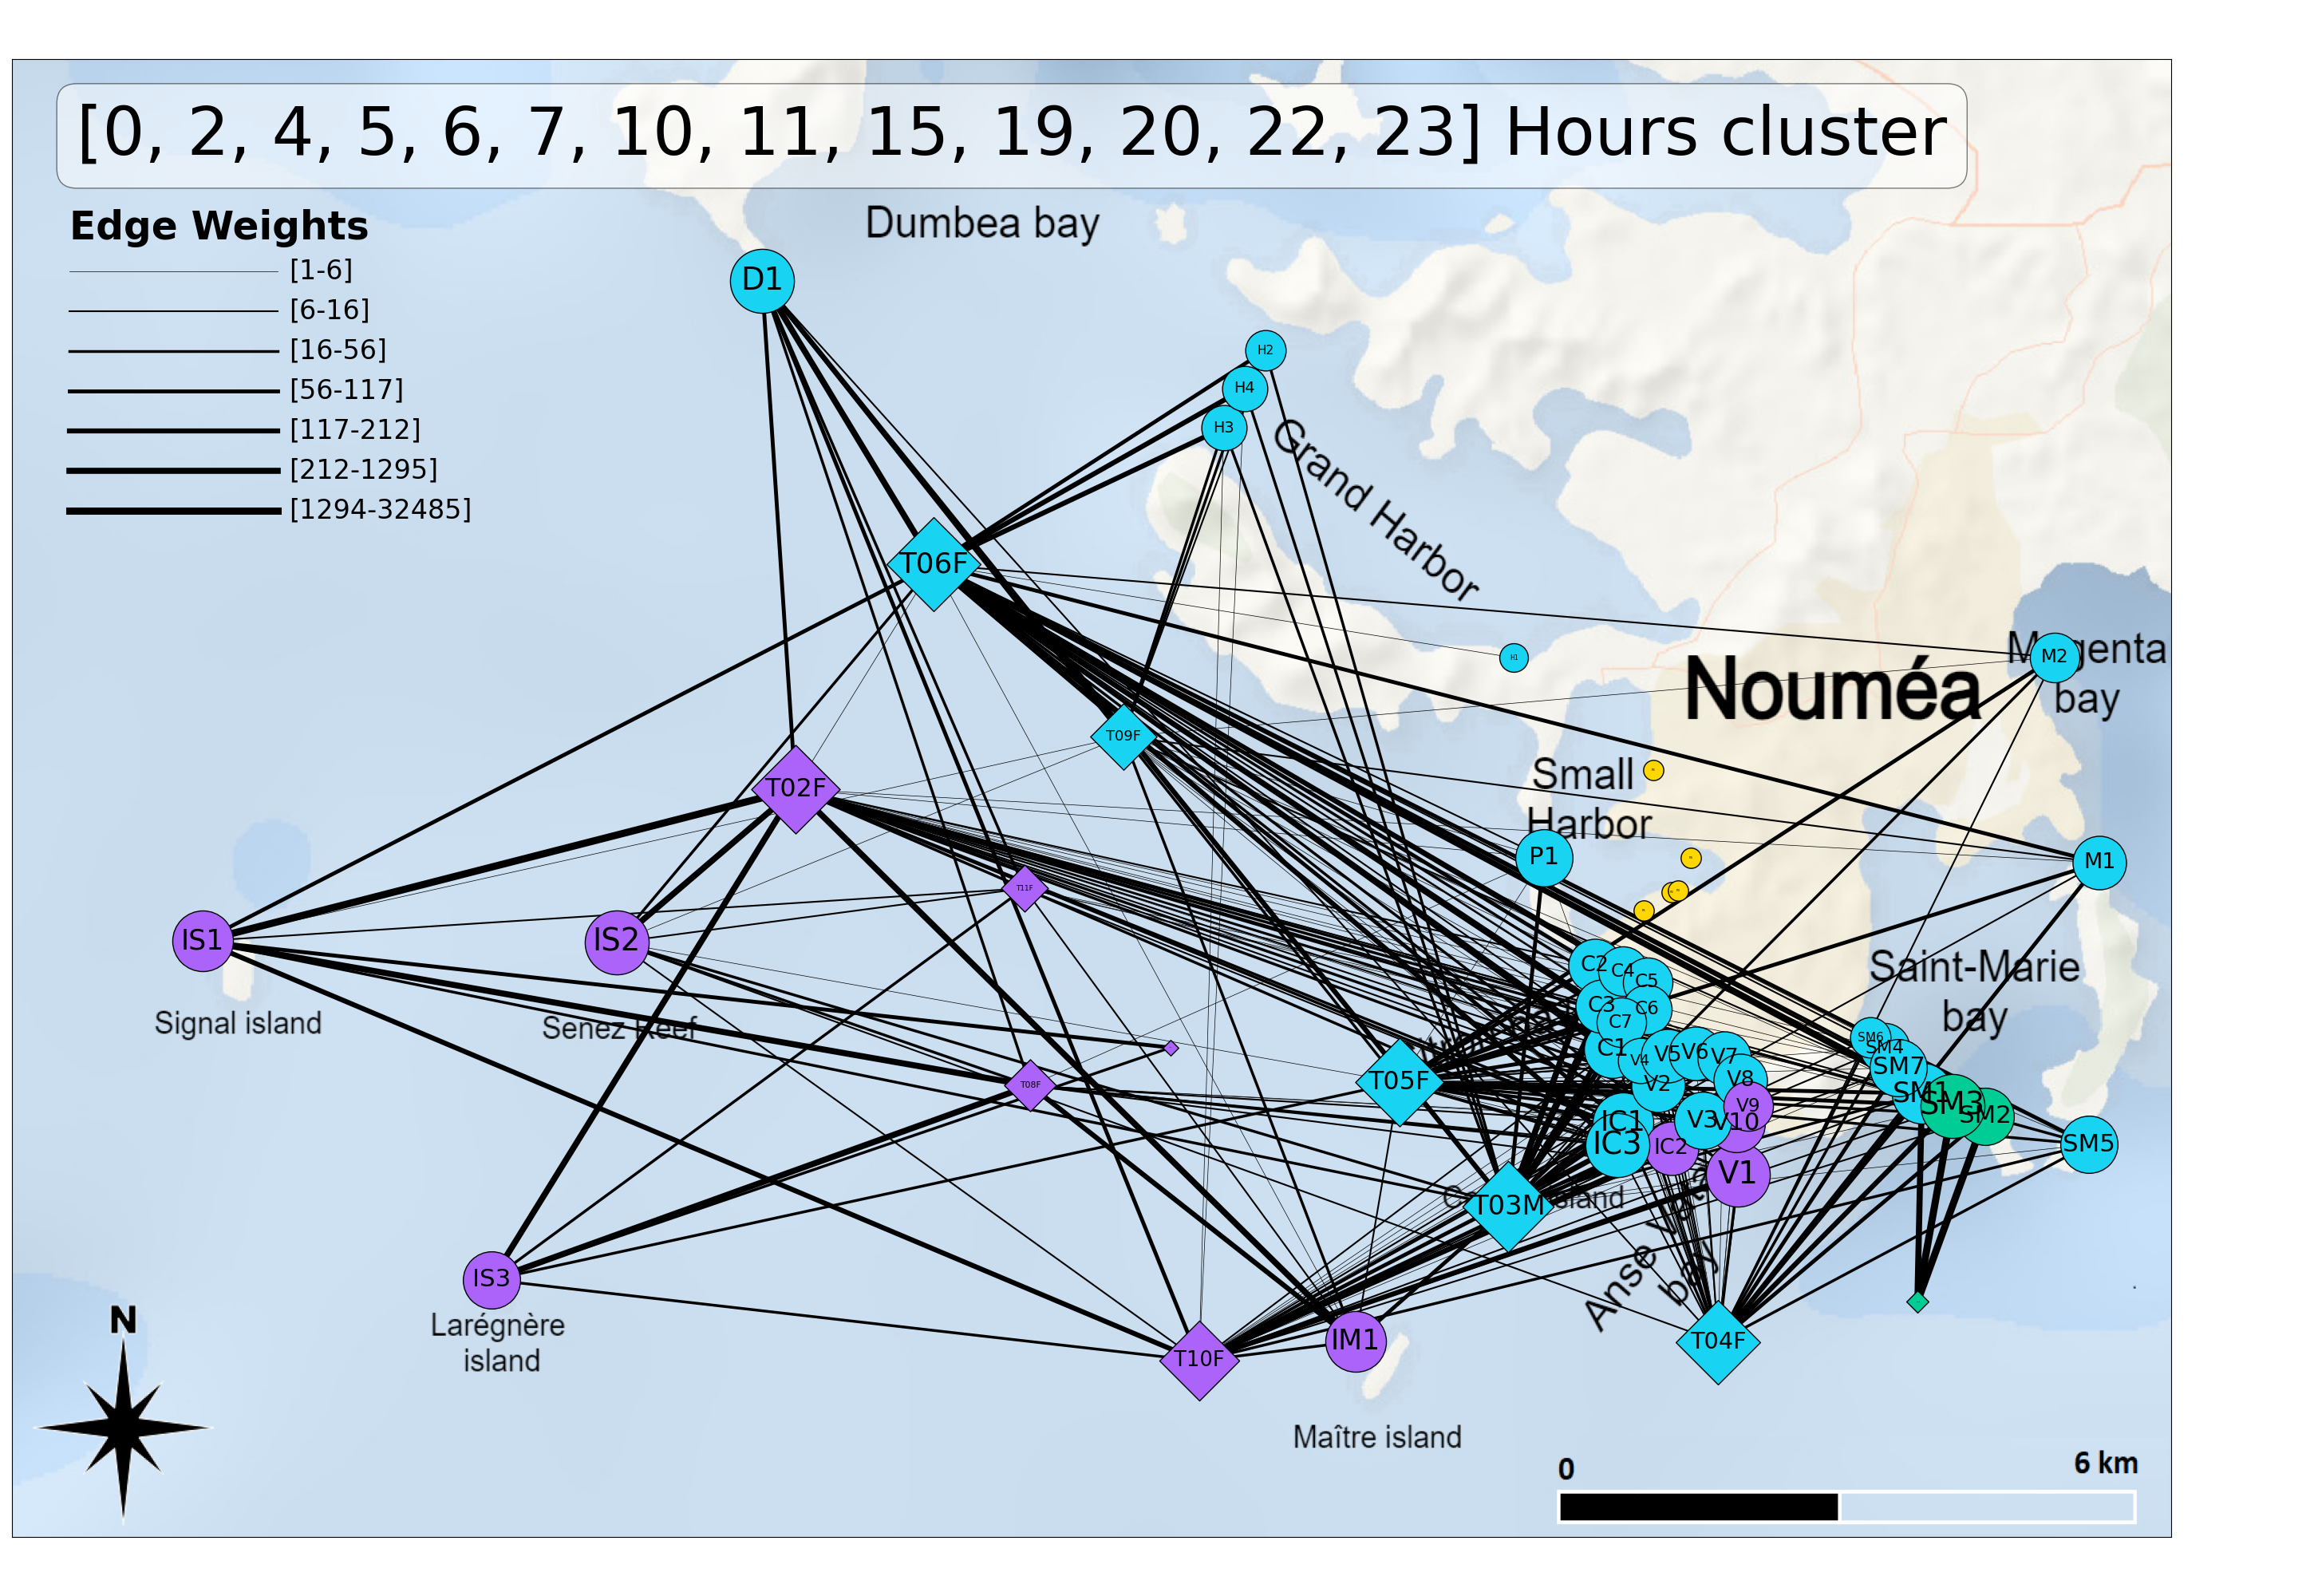 [0, 2, 4, 5, 6, 7, 10, 11, 15, 19, 20, 22, 23] Hours cluster
Edge Weights
[1-6]
[6-16]
[16-56]
[56-117]
[117-212]
[212-1295]
[1294-32485]
Dumbea bay
D1
H2
H4
H3
Grand Harbor
T06F
H1
M2
Nouméa
bay
T09F
T02F
Small
Harbor
P1
M1
T11F
IS1
IS2
Signal island
Senez Reef
C2
C4
C5
C3
C6
C7
C1
V4
V5
V6
V7
V2
V8
Saint-Marie
bay
SM6
SM4
SM7
SM1
SM3
SM2
SM5
T05F
T08F
IC1
IC3
IC2
V3
V9
V10
V1
T03M
Anse
bay
IS3
Larégnère
island
T10F
IM1
T04F
Maître island
N
0
6 km